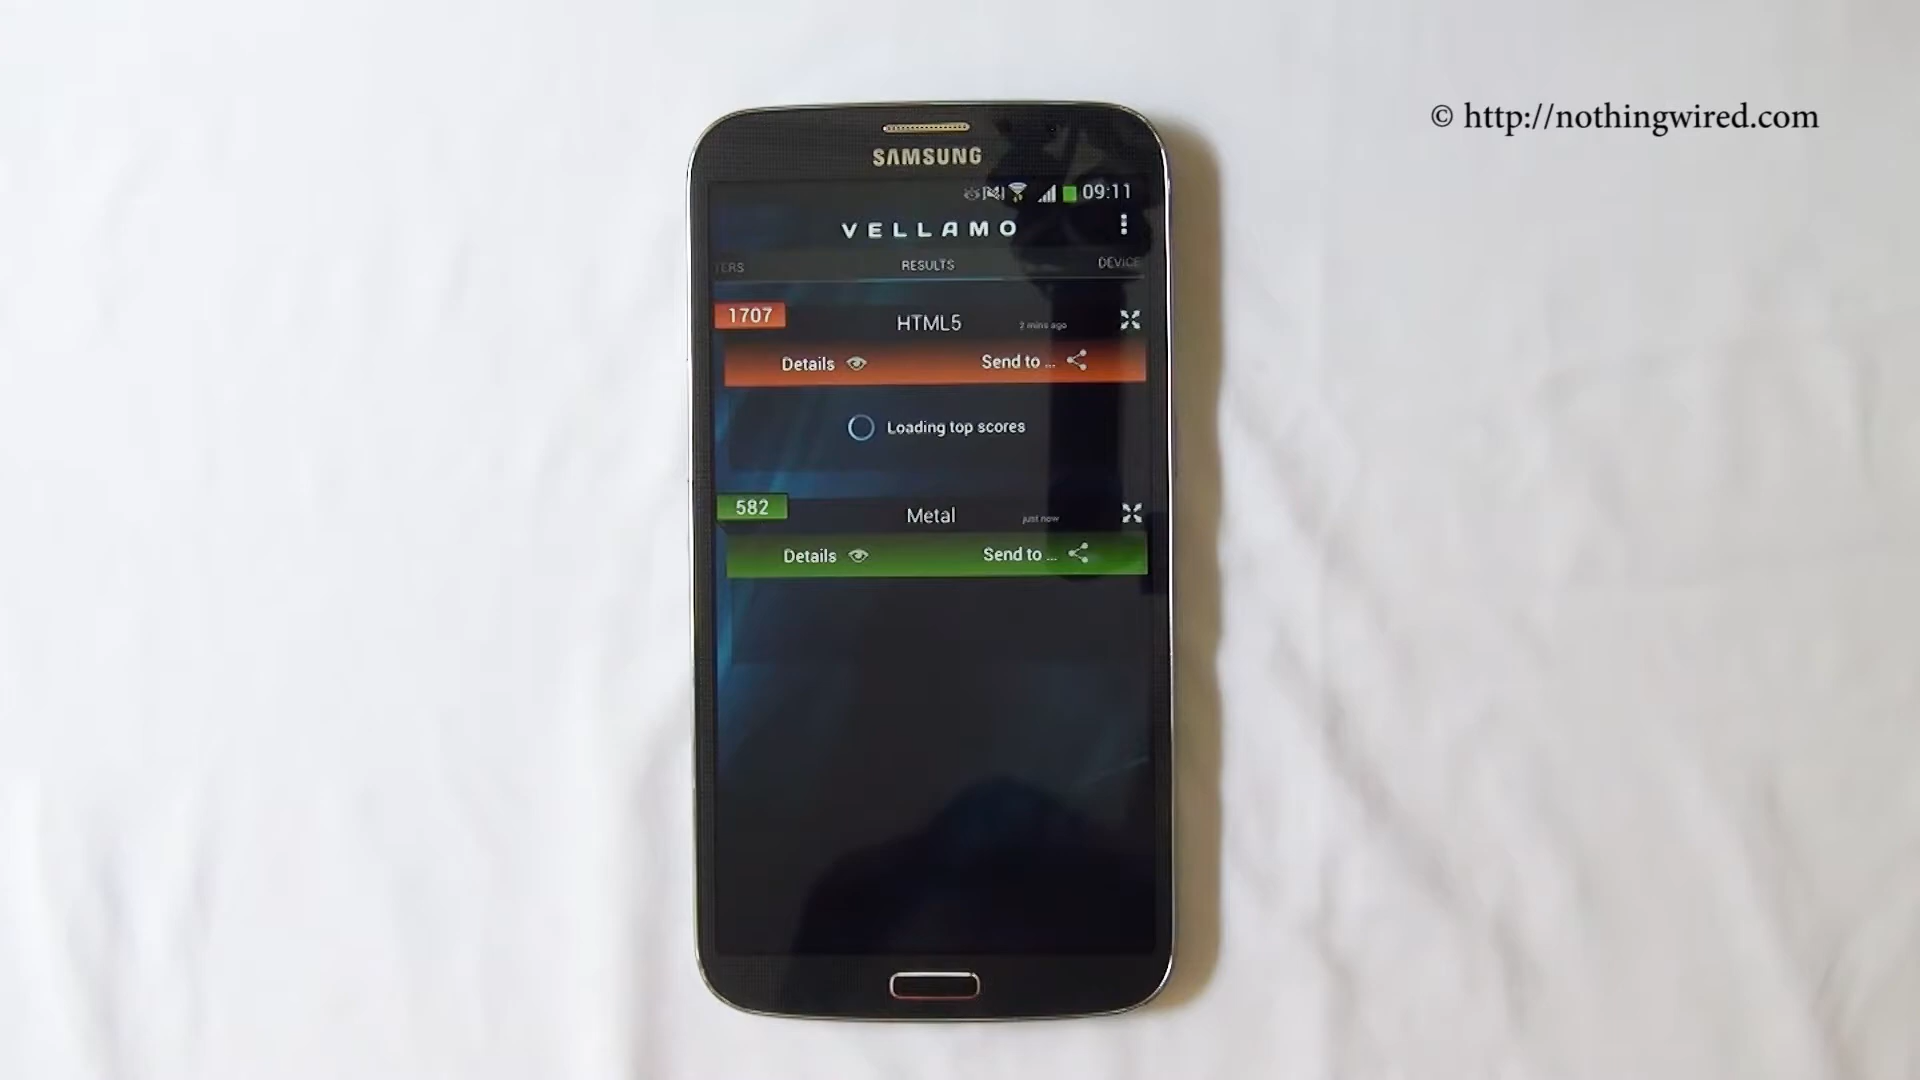 © http://nothingwired.com
SAMSUNG
09:11
VELLAMO
TERS RESULTS DEVICE
1707 HTML5 2 mins ago
Details Send to ...
Loading top scores
582 Metal just now
Details Send to ...